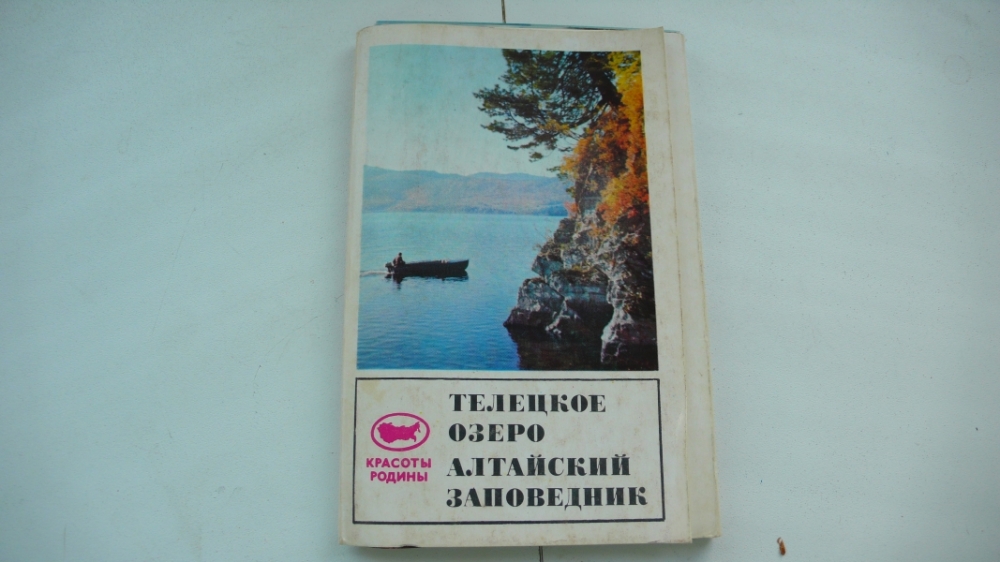 КРАСОТЫ
РОДИНЫ
ТЕЛЕЦКОЕ
ОЗЕРО
АЛТАЙСКИЙ
ЗАПОВЕДНИК